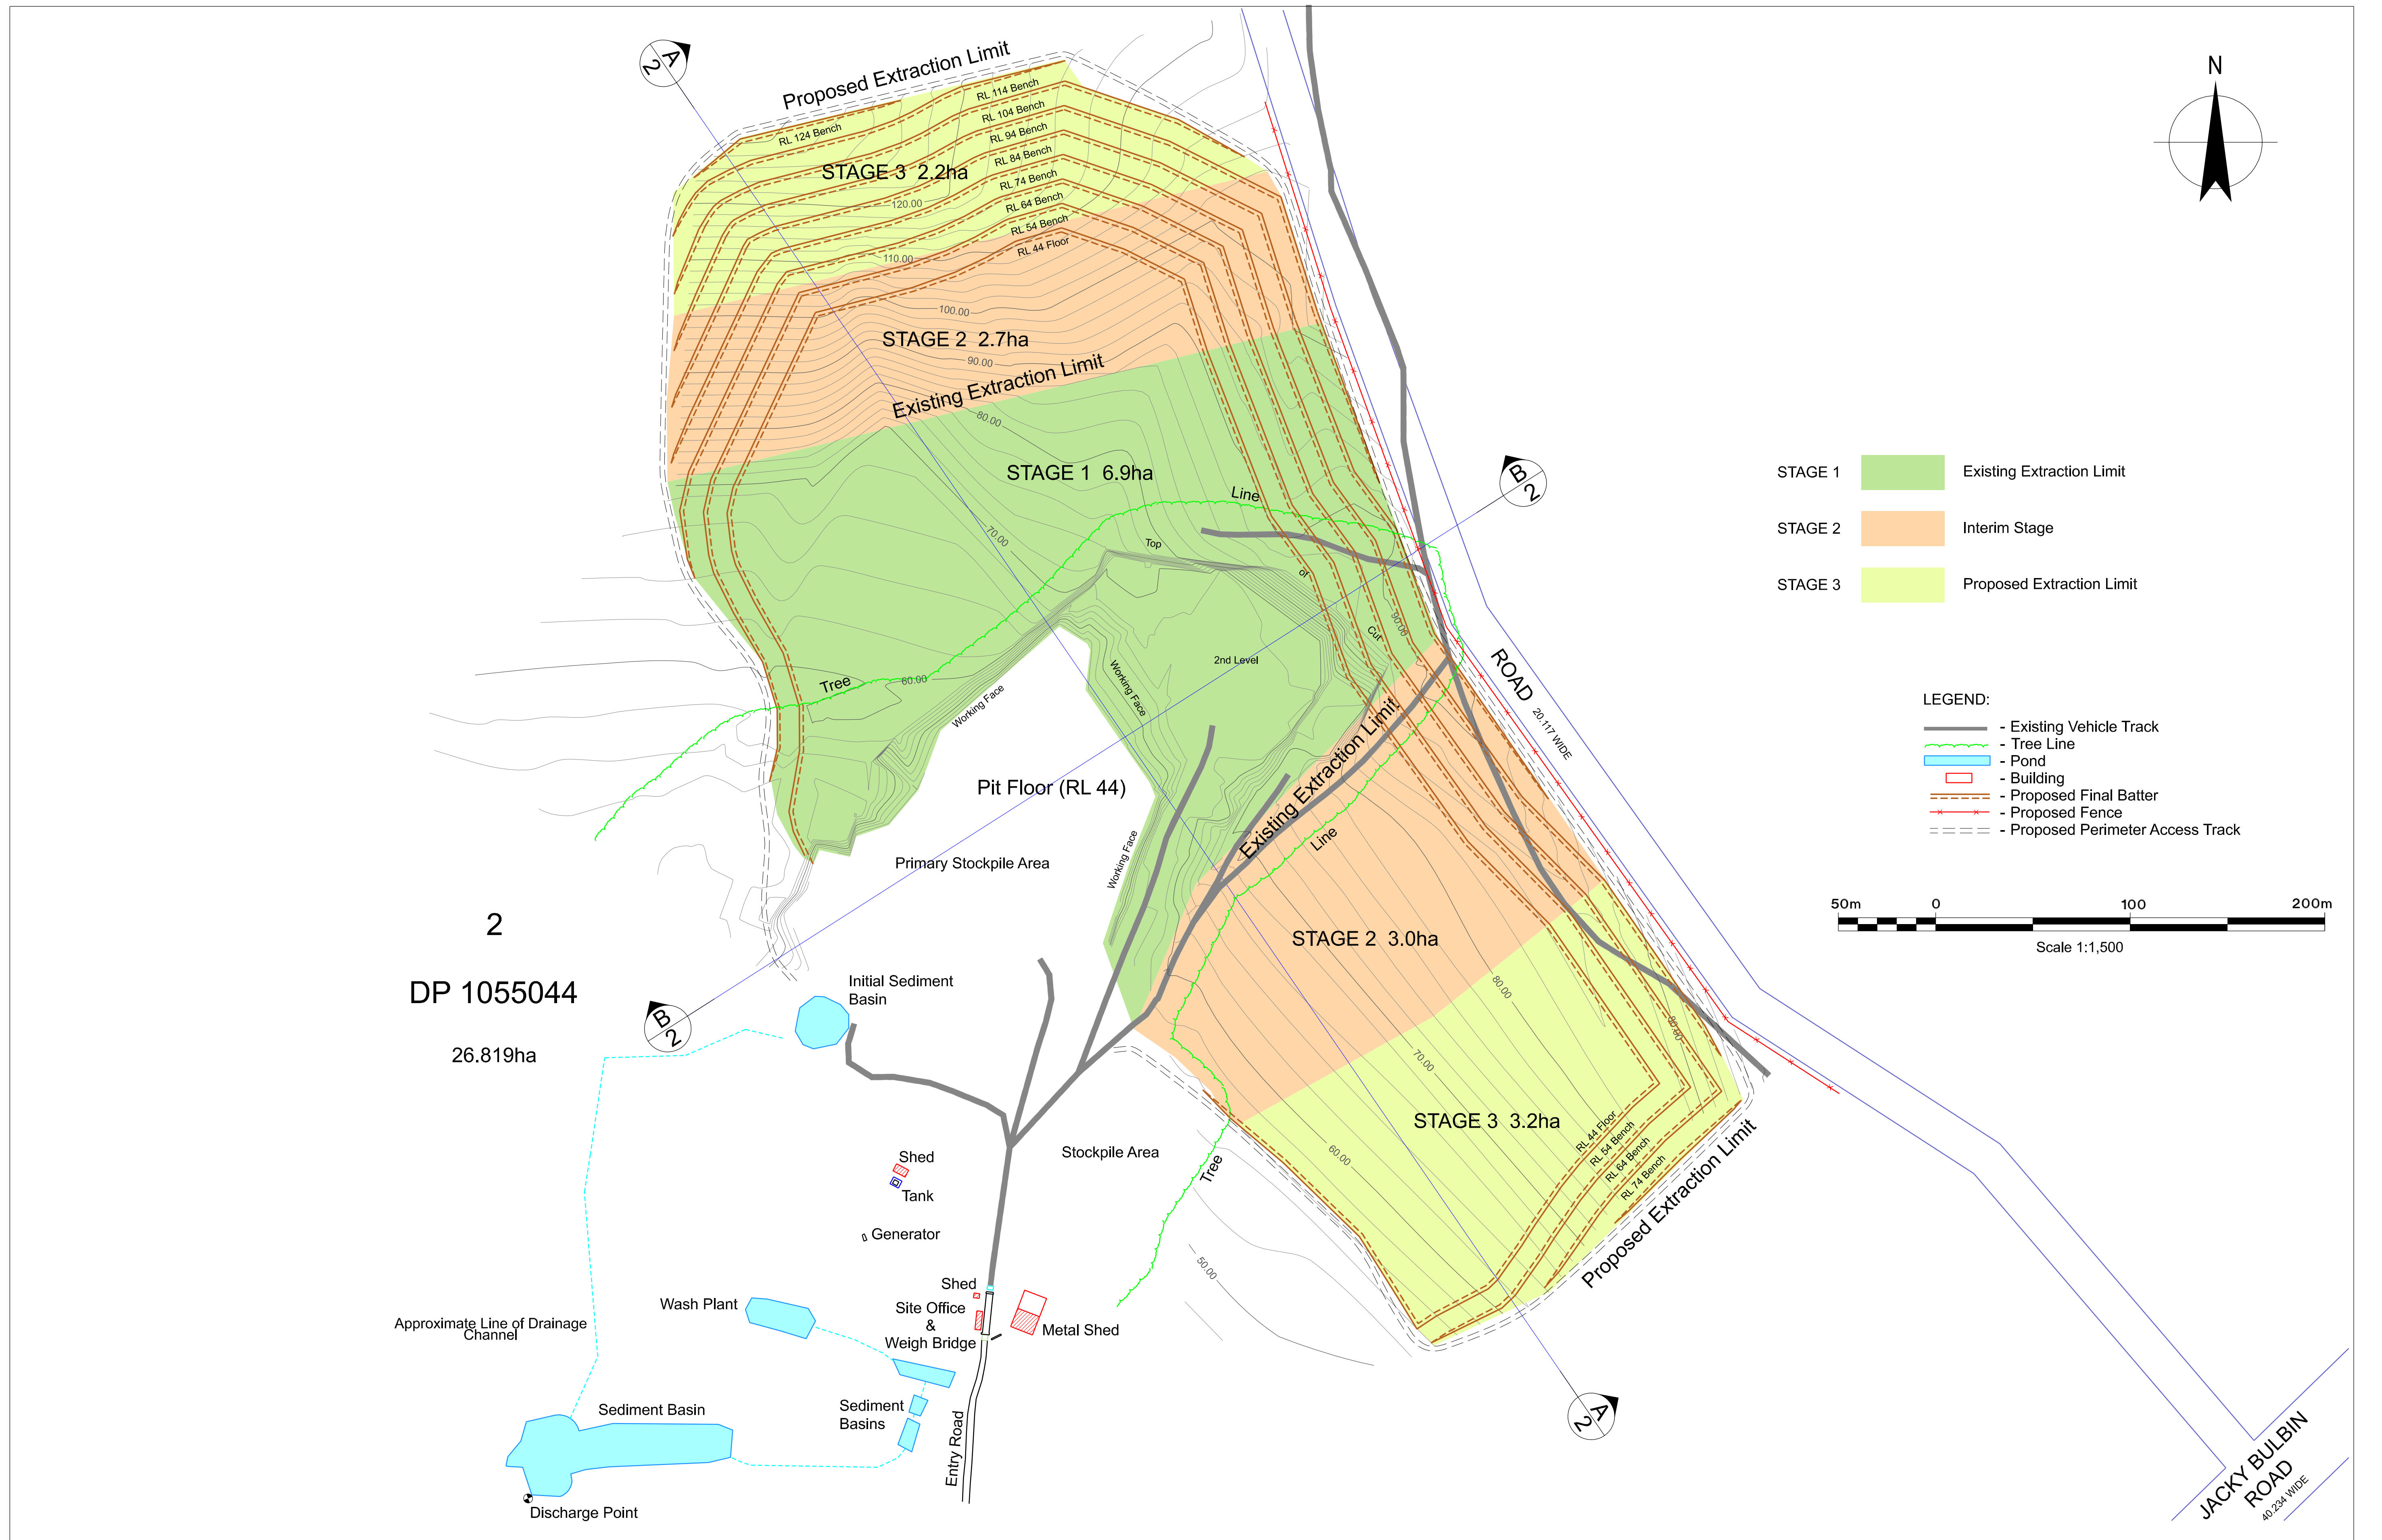 A
2
Proposed Extraction Limit
N
RL 124 Bench
RL 114 Bench
RL 104 Bench
RL 94 Bench
RL 84 Bench
RL 74 Bench
RL 64 Bench
RL 54 Bench
RL 44 Floor
STAGE 3 2.2ha
120.00
110.00
100.00
STAGE 2 2.7ha
90.00
Existing Extraction Limit
80.00
STAGE 1 6.9ha
70.00
Line
Top
of
Cut
90.00
B
2
2nd Level
Tree
60.00
Working Face
Working Face
Working Face
Pit Floor (RL 44)
Primary Stockpile Area
Existing Extraction Limit
Line
ROAD
20.117 WIDE
STAGE 1 Existing Extraction Limit
STAGE 2 Interim Stage
STAGE 3 Proposed Extraction Limit
LEGEND:
- Existing Vehicle Track
- Tree Line
- Pond
- Building
- Proposed Final Batter
- Proposed Fence
- Proposed Perimeter Access Track
50m 0 100 200m
Scale 1:1,500
2
DP 1055044
26.819ha
B
2
Initial Sediment
Basin
STAGE 2 3.0ha
80.00
90.00
70.00
STAGE 3 3.2ha
60.00
50.00
RL 44 Floor
RL 54 Bench
RL 64 Bench
RL 74 Bench
Proposed Extraction Limit
Stockpile Area
Tree
Shed
Tank
Generator
Shed
Site Office
&
Weigh Bridge
Metal Shed
Wash Plant
Approximate Line of Drainage
Channel
Sediment Basin
Sediment
Basins
Entry Road
Discharge Point
A
2
JACKY BULBIN
ROAD
40.234 WIDE